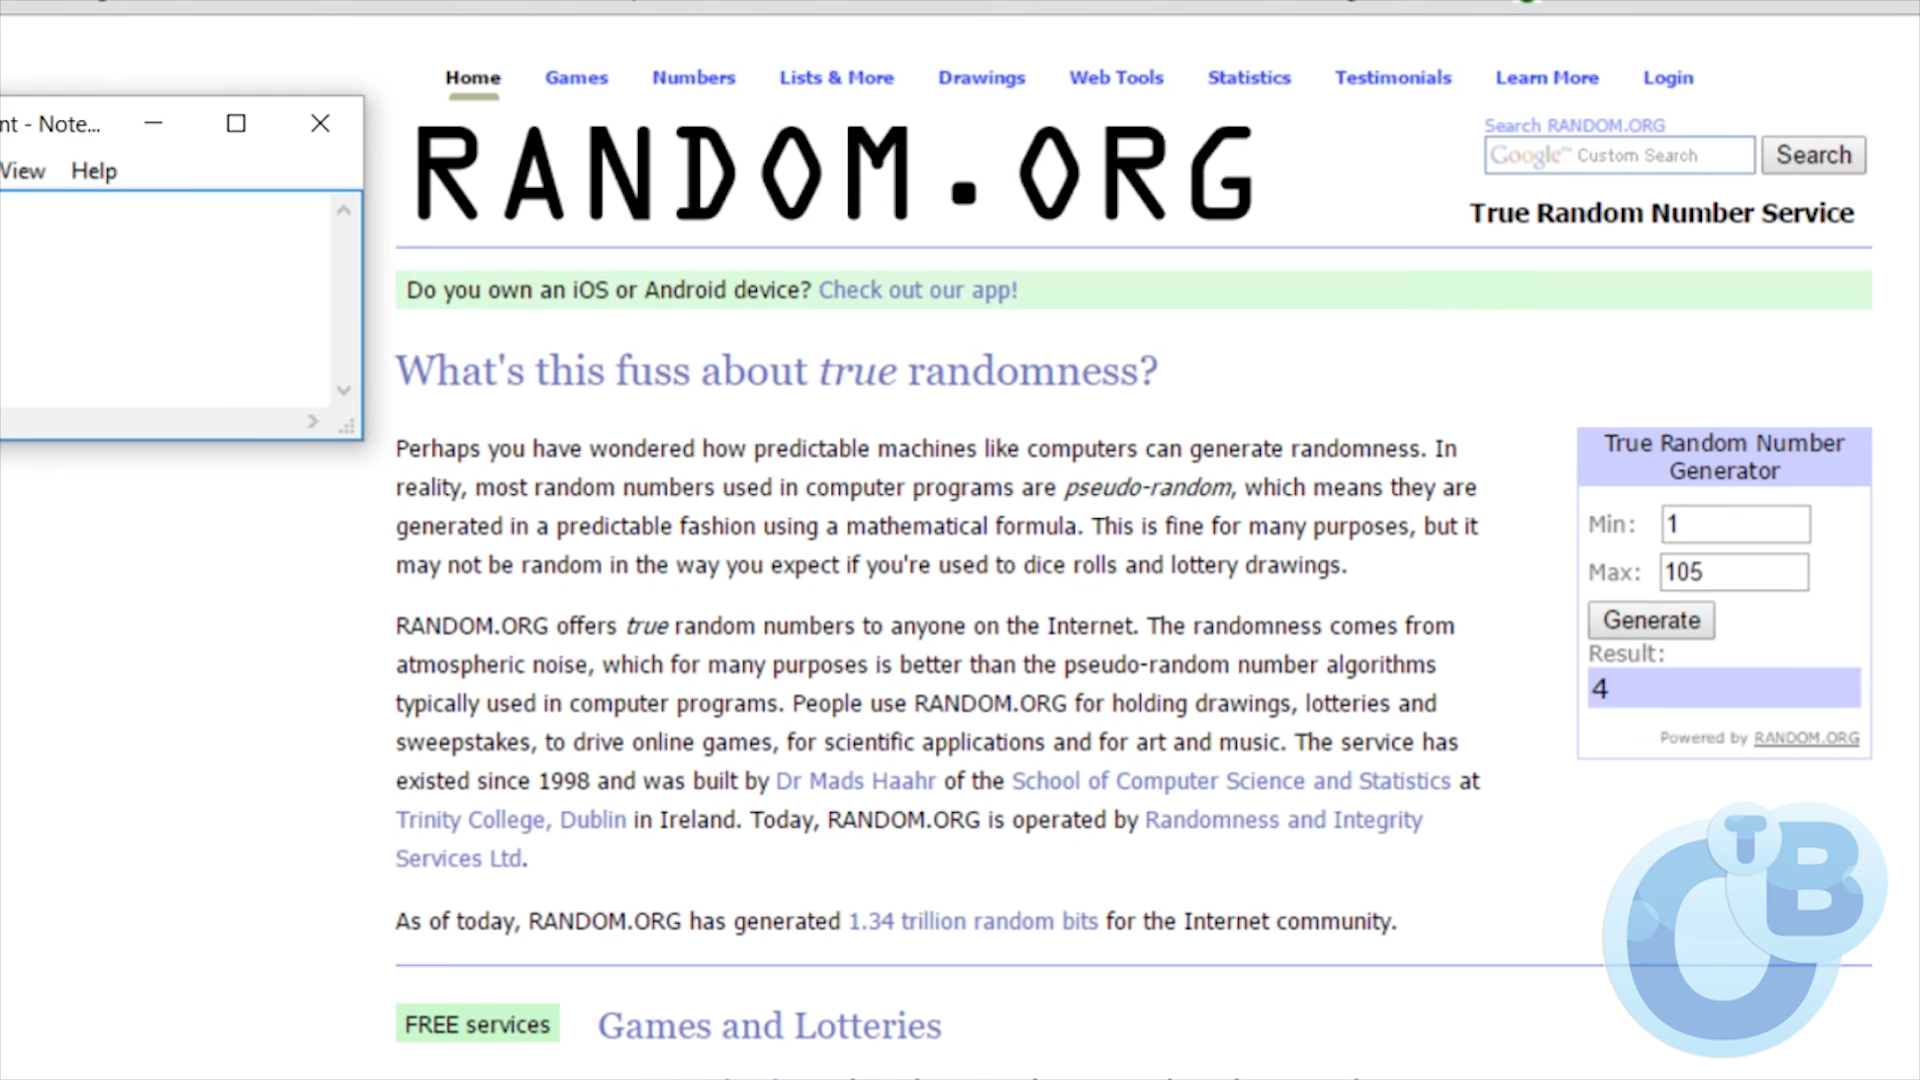 Home Games Numbers Lists & More Drawings Web Tools Statistics Testimonials Learn More Login
nt - Note...
View Help
RANDOM.ORG
Search RANDOM.ORG
Google™ Custom Search Search
True Random Number Service
Do you own an iOS or Android device? Check out our app!
What's this fuss about true randomness?
Perhaps you have wondered how predictable machines like computers can generate randomness. In
reality, most random numbers used in computer programs are pseudo-random, which means they are
generated in a predictable fashion using a mathematical formula. This is fine for many purposes, but it
may not be random in the way you expect if you're used to dice rolls and lottery drawings.
RANDOM.ORG offers true random numbers to anyone on the Internet. The randomness comes from
atmospheric noise, which for many purposes is better than the pseudo-random number algorithms
typically used in computer programs. People use RANDOM.ORG for holding drawings, lotteries and
sweepstakes, to drive online games, for scientific applications and for art and music. The service has
existed since 1998 and was built by Dr Mads Haahr of the School of Computer Science and Statistics at
Trinity College, Dublin in Ireland. Today, RANDOM.ORG is operated by Randomness and Integrity
Services Ltd.
As of today, RANDOM.ORG has generated 1.34 trillion random bits for the Internet community.
True Random Number
Generator
Min: 1
Max: 105
Generate
Result:
4
Powered by RANDOM.ORG
FREE services
Games and Lotteries
C T B